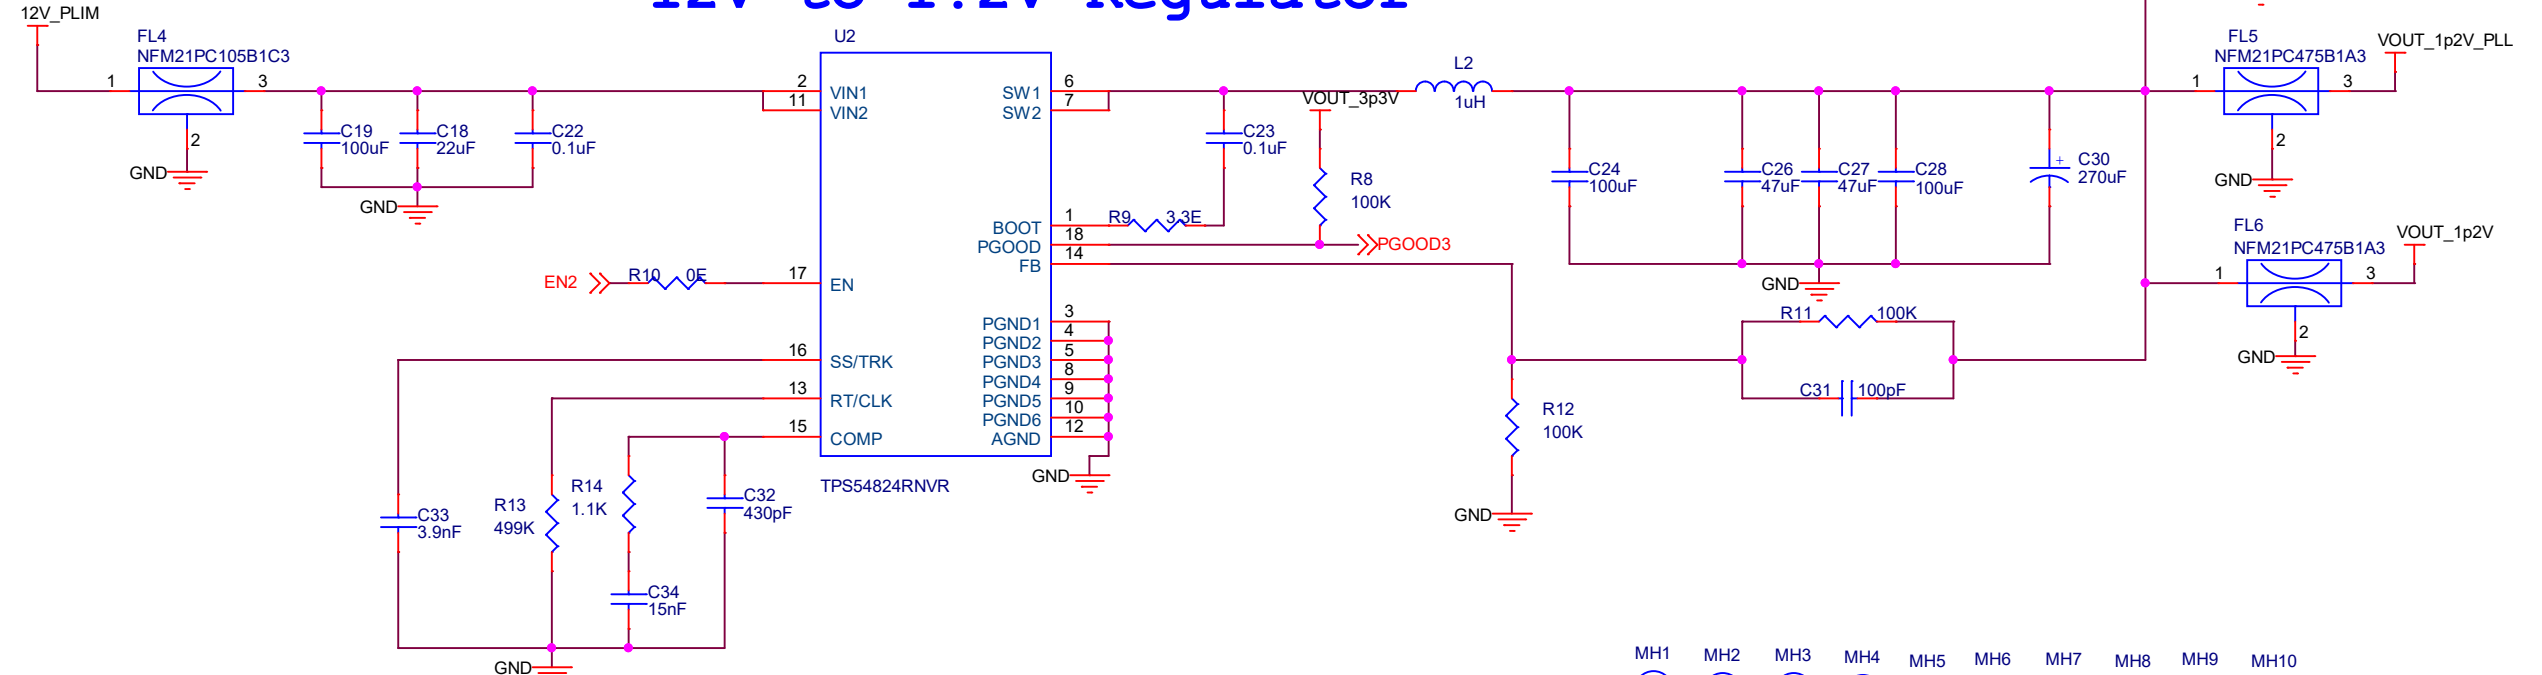 12V to 1.2V Regulator
12V_PLIM
FL4
NFM21PC105B1C3
1
3
2
GND
C19
100uF
C18
22uF
C22
0.1uF
GND
U2
2
11
VIN1
VIN2
SW1
SW2
6
7
BOOT
PGOOD
FB
1
18
14
EN2
R10
0E
17
EN
PGND1
PGND2
PGND3
PGND4
PGND5
PGND6
AGND
3
4
5
8
9
10
12
GND
16
SS/TRK
13
RT/CLK
15
COMP
TPS54824RNVR
C33
3.9nF
R13
499K
R14
1.1K
C32
430pF
C34
15nF
GND
C23
0.1uF
R9
3.3E
VOUT_3p3V
R8
100K
PGOOD3
L2
1uH
C24
100uF
C26
47uF
C27
47uF
C28
100uF
C30
+
270uF
GND
R11
100K
C31
100pF
R12
100K
GND
FL5
NFM21PC475B1A3
VOUT_1p2V_PLL
1
3
2
GND
FL6
NFM21PC475B1A3
VOUT_1p2V
1
3
2
GND
MH1 MH2 MH3 MH4 MH5 MH6 MH7 MH8 MH9 MH10